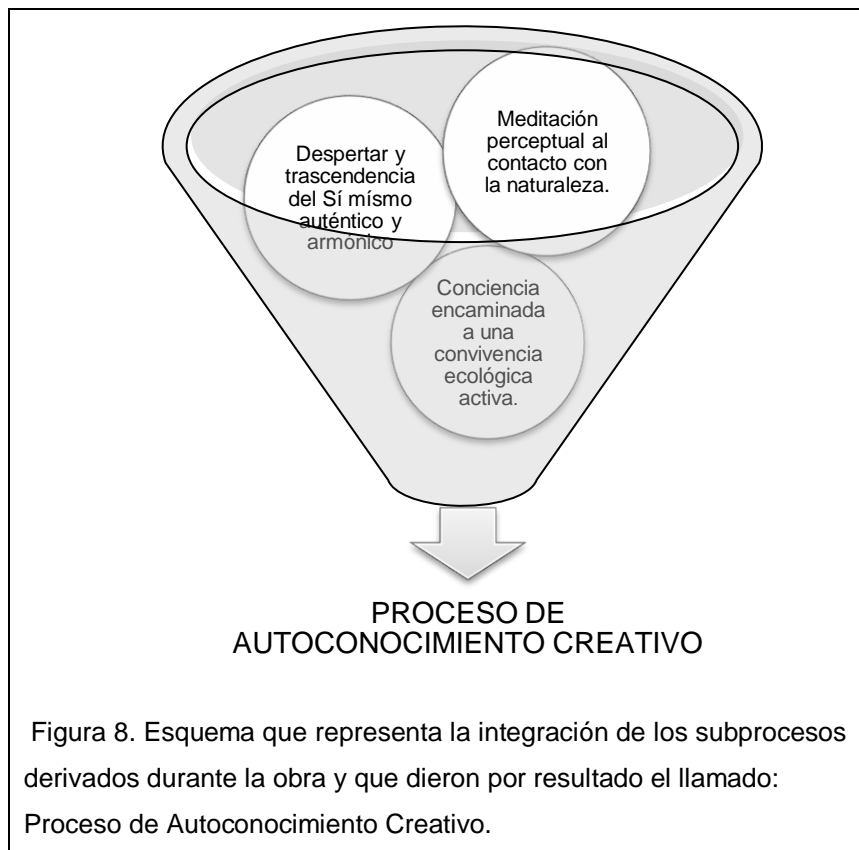 Meditación
perceptual al
contacto con
la naturaleza.
Despertar y
trascendencia
del Sí mísmo
auténtico y
armónico
Conciencia
encaminada
a una
convivencia
ecológica
activa.
PROCESO DE
AUTOCONOCIMIENTO CREATIVO
Figura 8. Esquema que representa la integración de los subprocesos
derivados durante la obra y que dieron por resultado el llamado:
Proceso de Autoconocimiento Creativo.